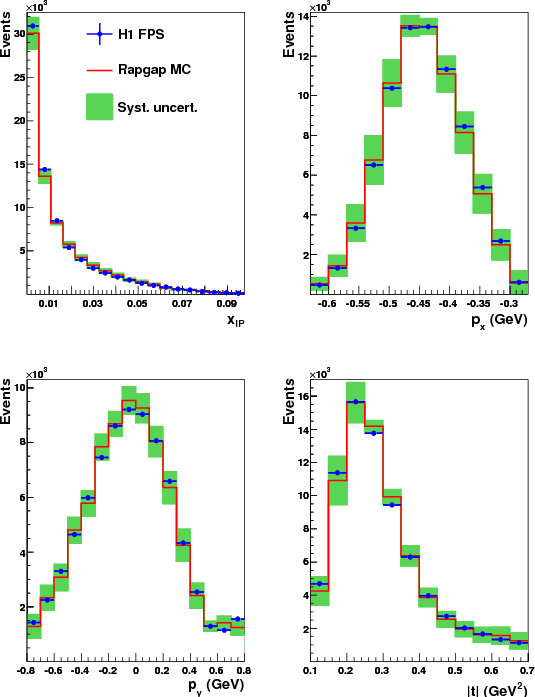 ×10³
Events
30
25
20
15
10
5
0.01 0.03 0.05 0.07 0.09
x_IP
H1 FPS
Rapgap MC
Syst. uncert.
×10³
Events
14
12
10
8
6
4
2
-0.6 -0.55 -0.5 -0.45 -0.4 -0.35 -0.3
p_x (GeV)
×10³
Events
10
8
6
4
2
-0.8 -0.6 -0.4 -0.2 0 0.2 0.4 0.6 0.8
p_y (GeV)
×10³
Events
16
14
12
10
8
6
4
2
0.1 0.2 0.3 0.4 0.5 0.6 0.7
|t| (GeV²)